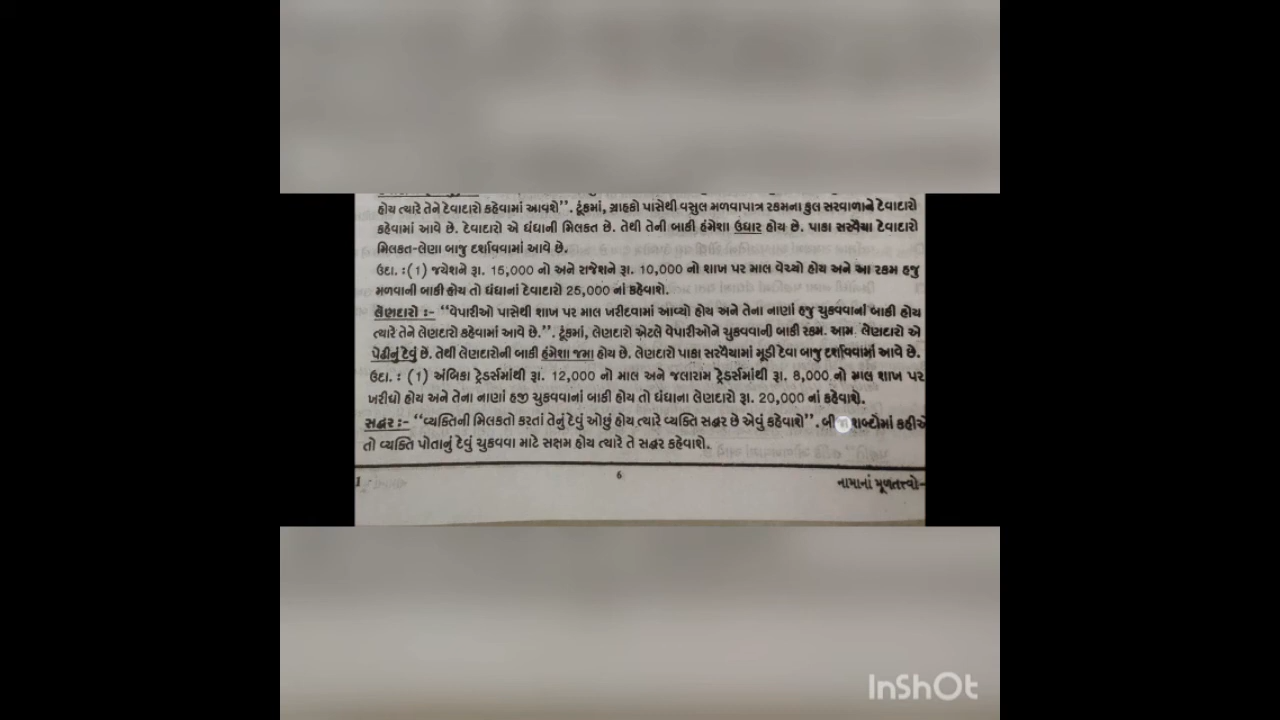 હોય ત્યારે તેને દેવાદારો કહેવામાં આવશે”. ટૂંકમાં, ગ્રાહકો પાસેથી વસુલ મળવાપાત્ર રકમના કુલ સરવાળાને દેવાદારો
કહેવામાં આવે છે. દેવાદારો એ ધંધાની મિલકત છે. તેથી તેની બાકી હંમેશા ઉધાર હોય છે. પાકા સરવૈયા દેવાદારો
મિલકત-લેણા બાજુ દર્શાવવામાં આવે છે.
ઉદા. :(1) જયેશને રૂા. 15,000 નો અને રાજેશને રૂા. 10,000 નો શાખ પર માલ વેચ્યો હોય અને આ રકમ હજુ
મળવાની બાકી હોય તો ધંધાનાં દેવાદારો 25,000 નાં કહેવાશે.
લેણદારો :- “વેપારીઓ પાસેથી શાખ પર માલ ખરીદવામાં આવ્યો હોય અને તેના નાણાં હજુ ચુકવવાનાં બાકી હોય
ત્યારે તેને લેણદારો કહેવામાં આવે છે.”. ટૂંકમાં, લેણદારો એટલે વેપારીઓને ચુકવવાની બાકી રકમ. આમ લેણદારો એ
પેઢીનું દેવું છે. તેથી લેણદારોની બાકી હંમેશા જમા હોય છે. લેણદારો પાકા સરવૈયામાં મૂડી દેવા બાજુ દર્શાવવામાં આવે છે.
ઉદા. : (1) અંબિકા ટ્રેડર્સમાંથી રૂા. 12,000 નો માલ અને જલારામ ટ્રેડર્સમાંથી રૂા. 8,000 નો માલ શાખ પર
ખરીદ્યો હોય અને તેના નાણાં હજી ચુકવવાનાં બાકી હોય તો ધંધાના લેણદારો રૂા. 20,000 નાં કહેવાશે.
સદ્ધર :- “વ્યક્તિની મિલકતો કરતાં તેનું દેવું ઓછું હોય ત્યારે વ્યક્તિ સદ્ધર છે એવું કહેવાશે”. બીજા શબ્દોમાં કહીએ
તો વ્યક્તિ પોતાનું દેવું ચુકવવા માટે સક્ષમ હોય ત્યારે તે સદ્ધર કહેવાશે.
1 6 નામાનાં મૂળતત્ત્વો-
InShOt